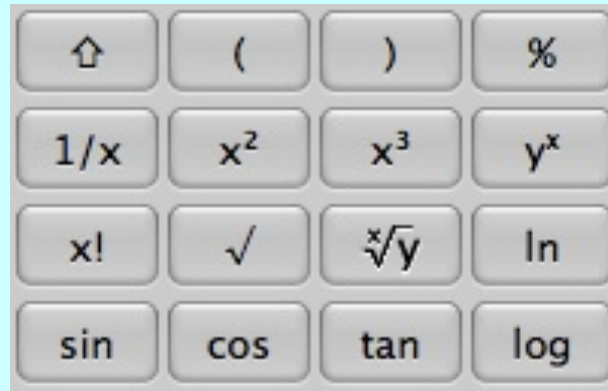 ⇧ ( ) %
1/x x² x³ yˣ
x! √ ˣ√y ln
sin cos tan log